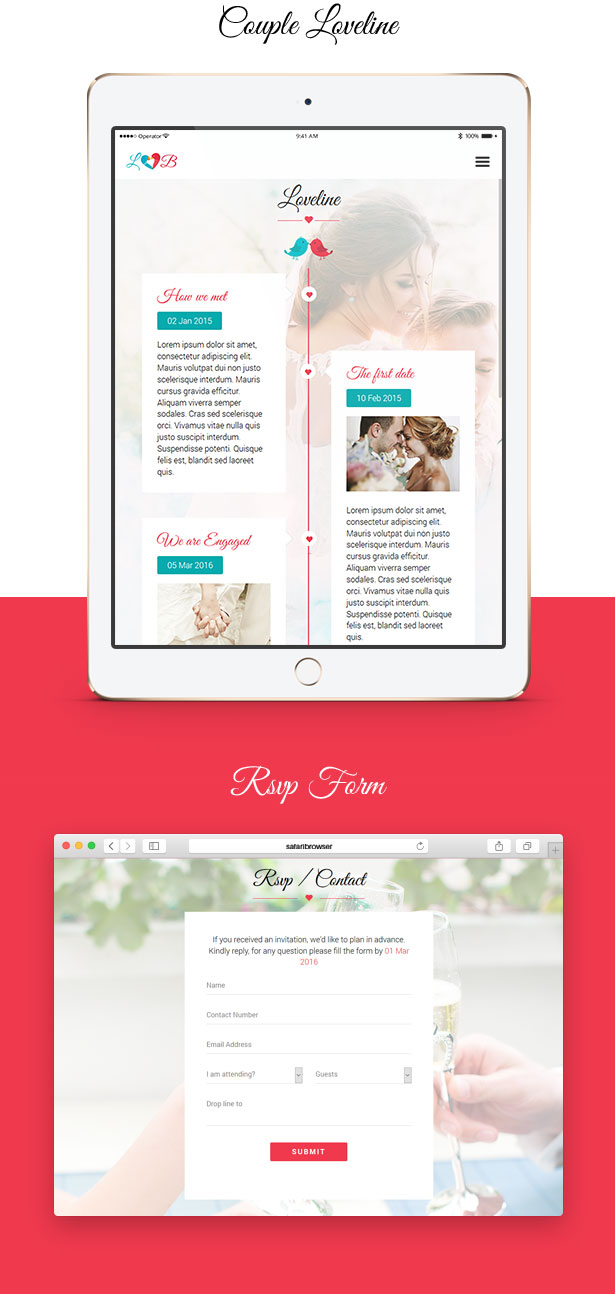 Couple Loveline
Operator
9:41 AM
100%
L B
Loveline
How we met
02 Jan 2015
Lorem ipsum dolor sit amet,
consectetur adipiscing elit.
Mauris dapibus non justo
scelerisque interdum. Mauris
cursus gravida efficitur.
Aliquam viverra semper
sodales. Cras sed scelerisque
orci. Vivamus vitae nulla quis
justo suscipit interdum.
Suspendisse potenti. Quisque
felis est, blandit sed laoreet
quis.
The first date
10 Feb 2015
Lorem ipsum dolor sit amet,
consectetur adipiscing elit.
Mauris dapibus non justo
scelerisque interdum. Mauris
cursus gravida efficitur.
Aliquam viverra semper
sodales. Cras sed scelerisque
orci. Vivamus vitae nulla quis
justo suscipit interdum.
Suspendisse potenti. Quisque
felis est, blandit sed laoreet
quis.
We are Engaged
05 Mar 2016
Rsvp Form
safaribrowser
Rsvp / Contact
If you received an invitation, we'd like to plan in advance.
Kindly reply, for any question please fill the form by 01 Mar
2016
Name
Contact Number
Email Address
I am attending? Guests
Drop line to
SUBMIT